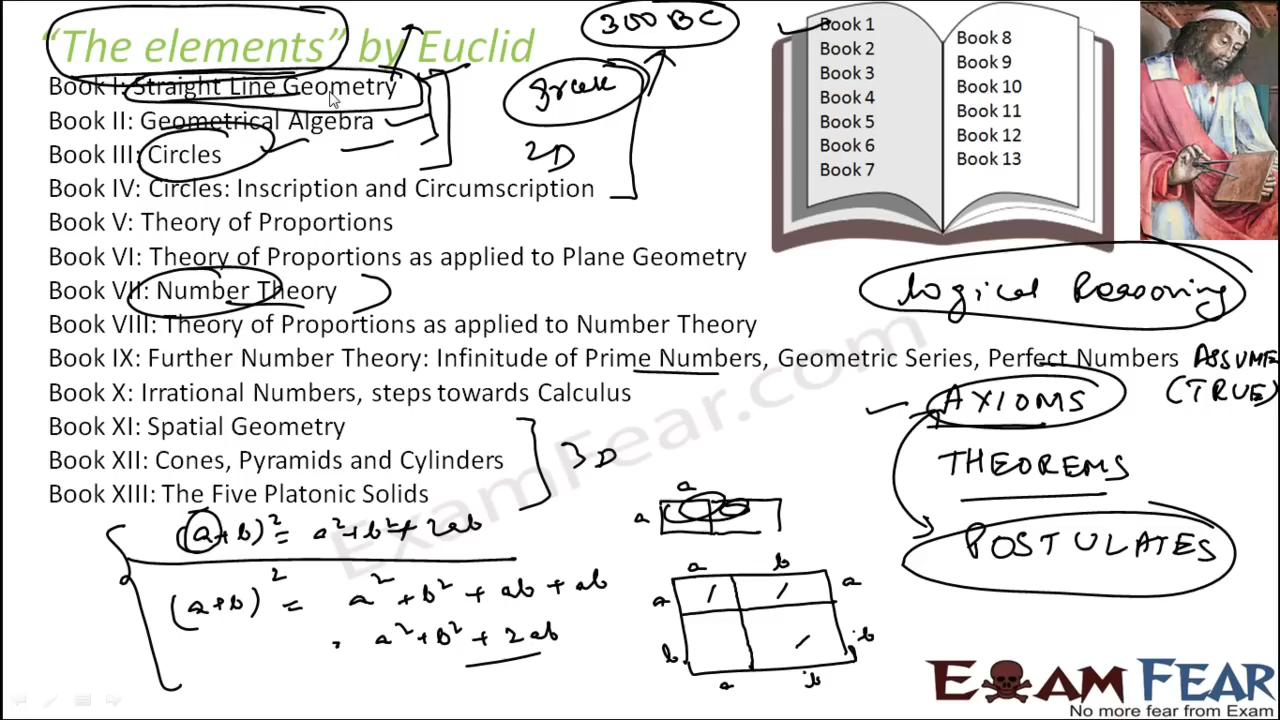 "The elements" by Euclid
300 BC
Book I: Straight Line Geometry
Greek
Book II: Geometrical Algebra
2D
Book III: Circles
Book IV: Circles: Inscription and Circumscription
Book V: Theory of Proportions
Book VI: Theory of Proportions as applied to Plane Geometry
Book VII: Number Theory
Book VIII: Theory of Proportions as applied to Number Theory
Book IX: Further Number Theory: Infinitude of Prime Numbers, Geometric Series, Perfect Numbers
Book X: Irrational Numbers, steps towards Calculus
Book XI: Spatial Geometry
Book XII: Cones, Pyramids and Cylinders
Book XIII: The Five Platonic Solids
3D
Book 1
Book 2
Book 3
Book 4
Book 5
Book 6
Book 7
Book 8
Book 9
Book 10
Book 11
Book 12
Book 13
Logical Reasoning
ASSUME
(TRUE)
AXIOMS
THEOREMS
POSTULATES
(a+b)² = a²+b²+2ab
(a+b)² = a²+b²+ab+ab
a²+b²+2ab
a
a
a b
a a
b b
a b
ExamFear.com
EXAM FEAR
No more fear from Exam